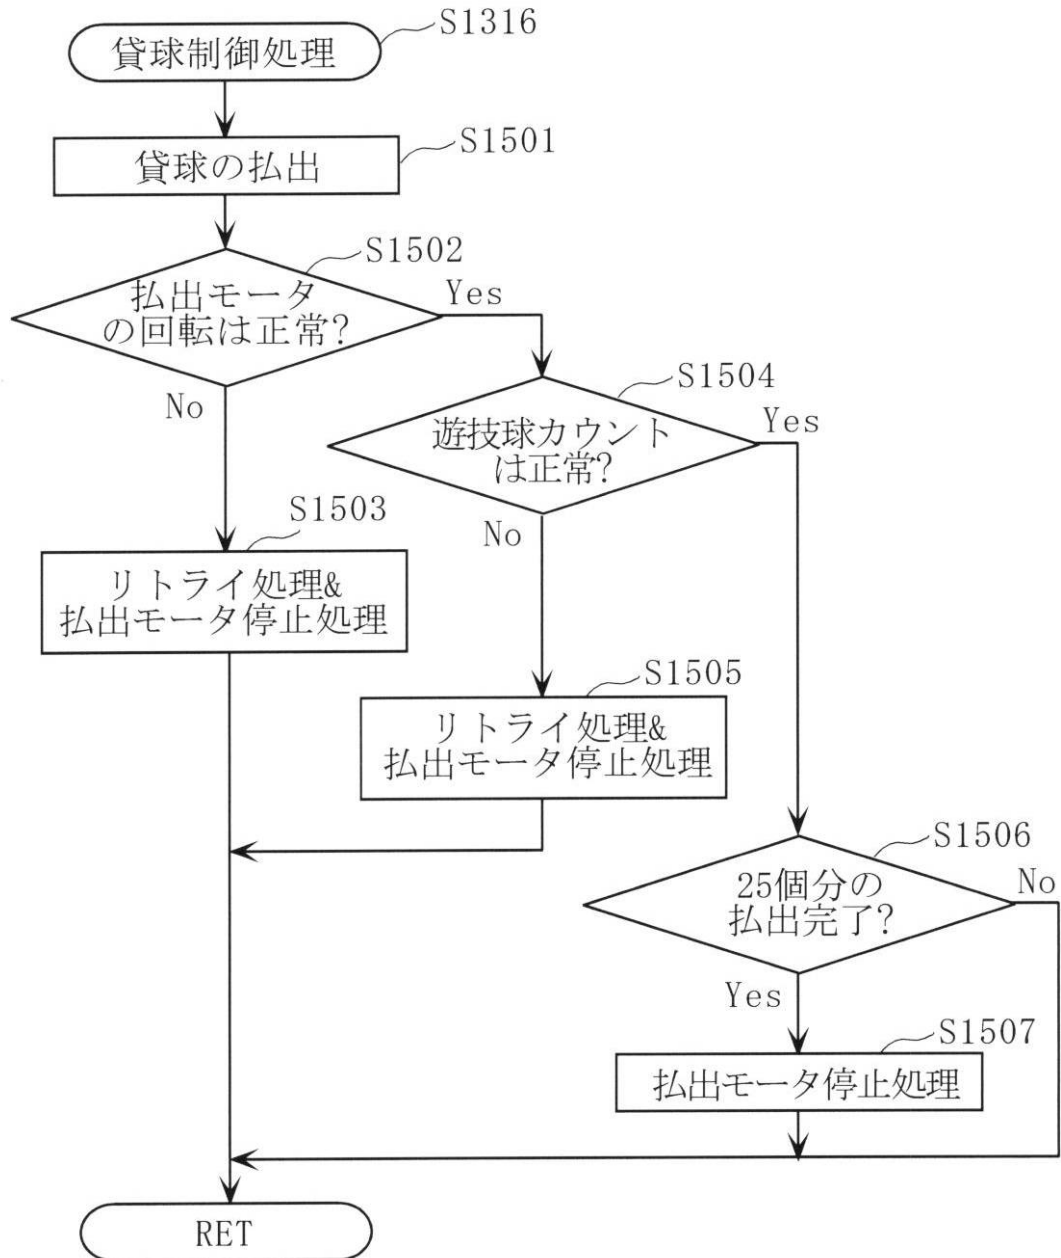 S1316
貸球制御処理
S1501
貸球の払出
S1502
払出モータ
の回転は正常?
Yes
No
S1504
遊技球カウント
は正常?
Yes
No
S1503
リトライ処理&
払出モータ停止処理
S1505
リトライ処理&
払出モータ停止処理
S1506
25個分の
払出完了?
No
Yes
S1507
払出モータ停止処理
RET